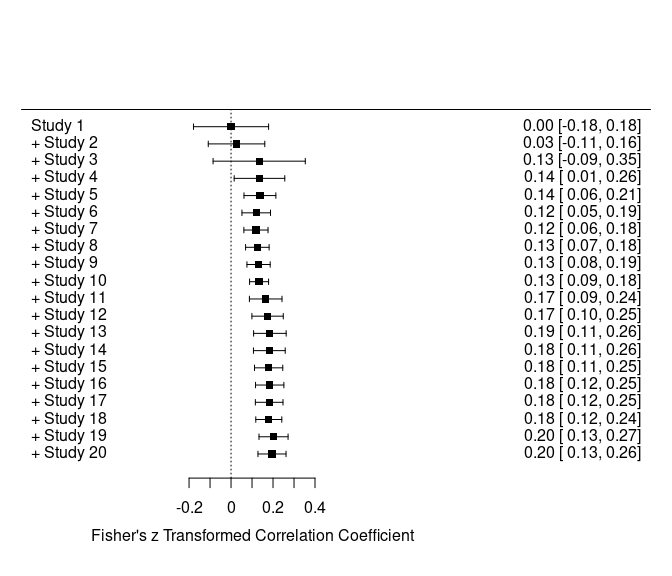 Study 1 0.00 [-0.18, 0.18]
+ Study 2 0.03 [-0.11, 0.16]
+ Study 3 0.13 [-0.09, 0.35]
+ Study 4 0.14 [ 0.01, 0.26]
+ Study 5 0.14 [ 0.06, 0.21]
+ Study 6 0.12 [ 0.05, 0.19]
+ Study 7 0.12 [ 0.06, 0.18]
+ Study 8 0.13 [ 0.07, 0.18]
+ Study 9 0.13 [ 0.08, 0.19]
+ Study 10 0.13 [ 0.09, 0.18]
+ Study 11 0.17 [ 0.09, 0.24]
+ Study 12 0.17 [ 0.10, 0.25]
+ Study 13 0.19 [ 0.11, 0.26]
+ Study 14 0.18 [ 0.11, 0.26]
+ Study 15 0.18 [ 0.11, 0.25]
+ Study 16 0.18 [ 0.12, 0.25]
+ Study 17 0.18 [ 0.12, 0.25]
+ Study 18 0.18 [ 0.12, 0.24]
+ Study 19 0.20 [ 0.13, 0.27]
+ Study 20 0.20 [ 0.13, 0.26]
-0.2 0 0.2 0.4
Fisher's z Transformed Correlation Coefficient